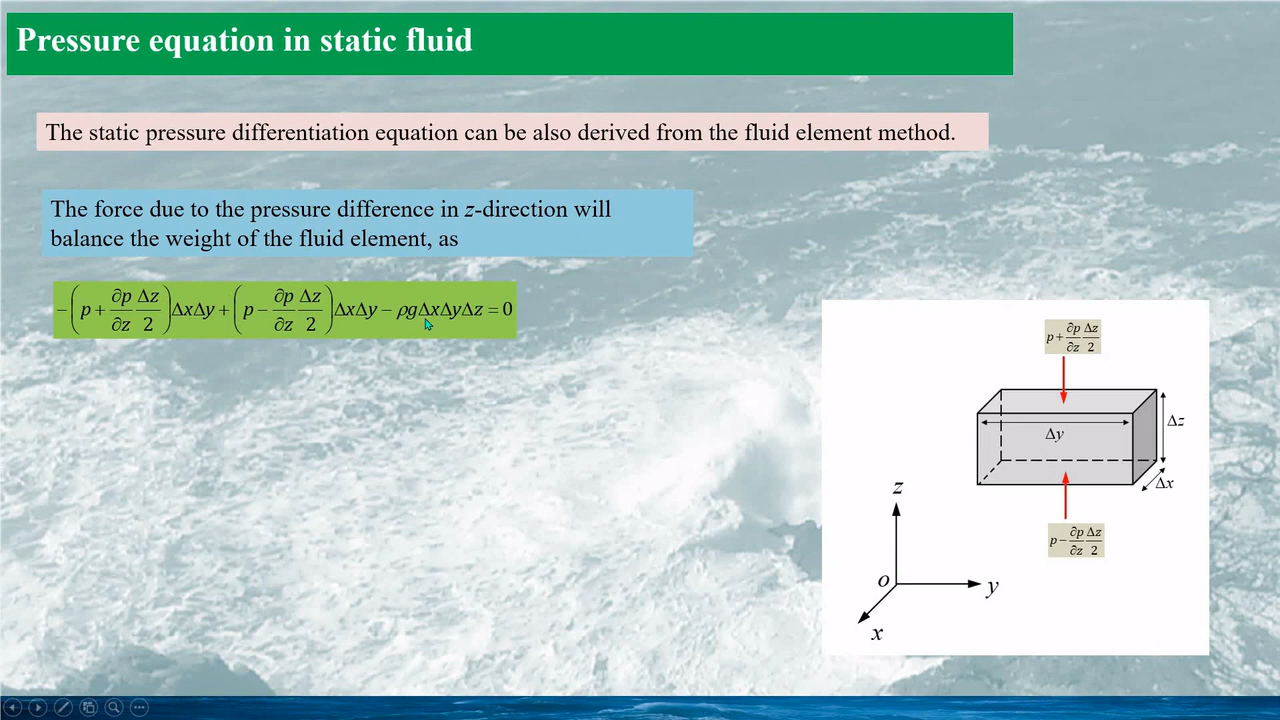 Pressure equation in static fluid
The static pressure differentiation equation can be also derived from the fluid element method.
The force due to the pressure difference in z-direction will
balance the weight of the fluid element, as
−(p + ∂p/∂z Δz/2)ΔxΔy + (p − ∂p/∂z Δz/2)ΔxΔy − ρgΔxΔyΔz = 0
p + ∂p/∂z Δz/2
Δy
Δz
Δx
p − ∂p/∂z Δz/2
z
o
y
x